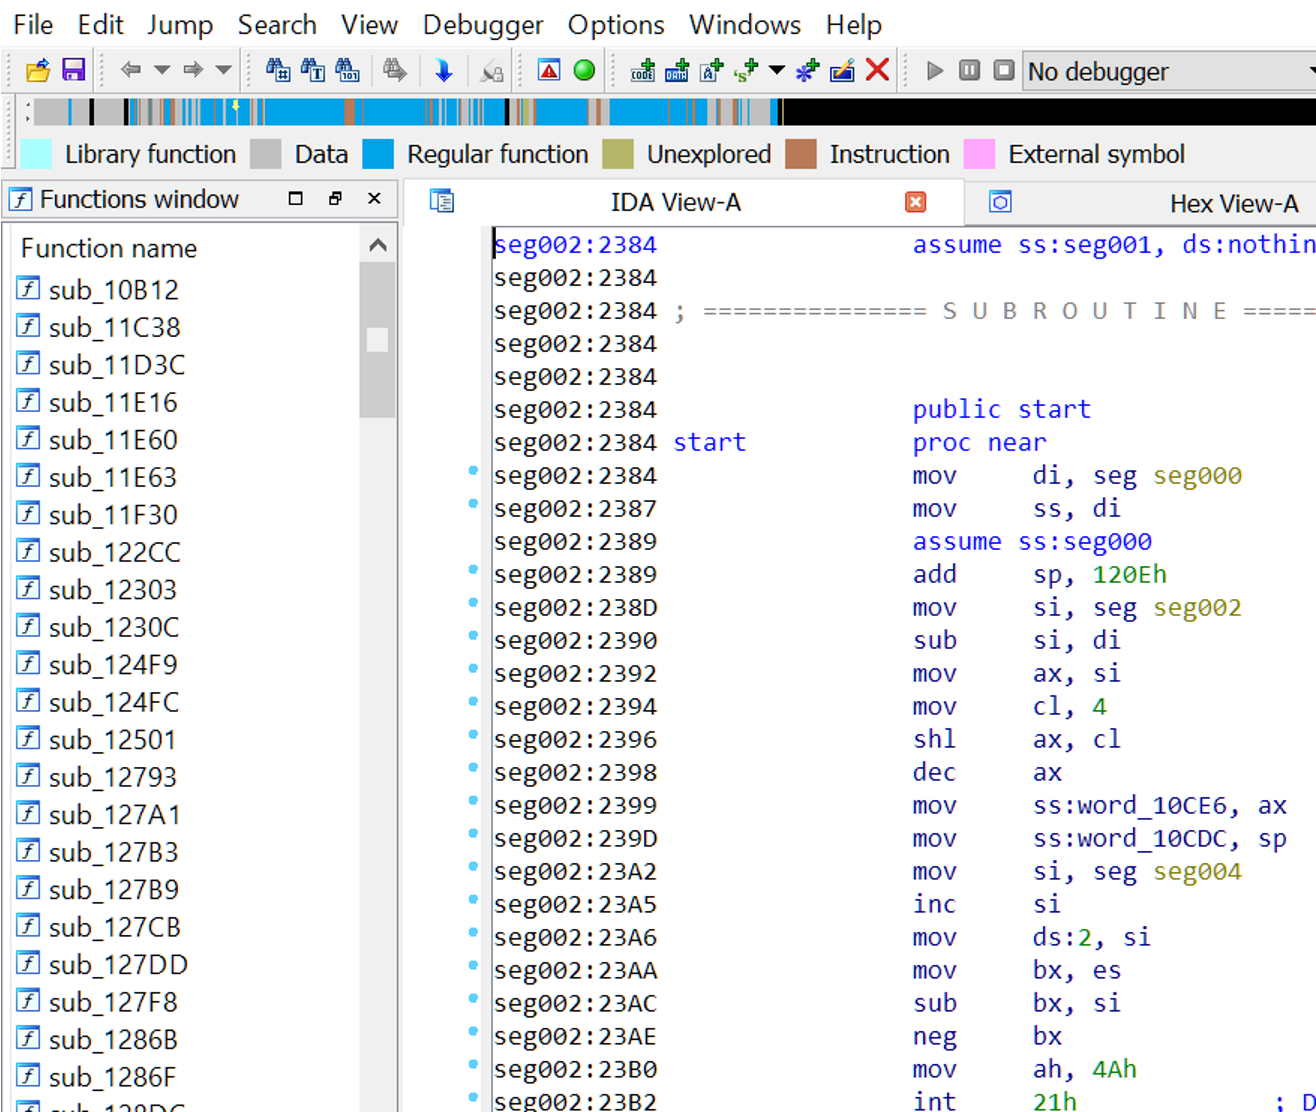 File Edit Jump Search View Debugger Options Windows Help
No debugger
Library function Data Regular function Unexplored Instruction External symbol
Functions window
Function name
sub_10B12
sub_11C38
sub_11D3C
sub_11E16
sub_11E60
sub_11E63
sub_11F30
sub_122CC
sub_12303
sub_1230C
sub_124F9
sub_124FC
sub_12501
sub_12793
sub_127A1
sub_127B3
sub_127B9
sub_127CB
sub_127DD
sub_127F8
sub_1286B
sub_1286F
IDA View-A
Hex View-A
seg002:2384 assume ss:seg001, ds:nothin
seg002:2384
seg002:2384 ; =============== S U B R O U T I N E =====
seg002:2384
seg002:2384
seg002:2384 public start
seg002:2384 start proc near
seg002:2384 mov di, seg seg000
seg002:2387 mov ss, di
seg002:2389 assume ss:seg000
seg002:2389 add sp, 120Eh
seg002:238D mov si, seg seg002
seg002:2390 sub si, di
seg002:2392 mov ax, si
seg002:2394 mov cl, 4
seg002:2396 shl ax, cl
seg002:2398 dec ax
seg002:2399 mov ss:word_10CE6, ax
seg002:239D mov ss:word_10CDC, sp
seg002:23A2 mov si, seg seg004
seg002:23A5 inc si
seg002:23A6 mov ds:2, si
seg002:23AA mov bx, es
seg002:23AC sub bx, si
seg002:23AE neg bx
seg002:23B0 mov ah, 4Ah
seg002:23B2 int 21h ; D